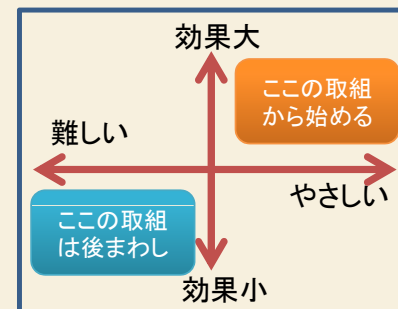 効果大
ここの取組
から始める
難しい
やさしい
ここの取組
は後まわし
効果小